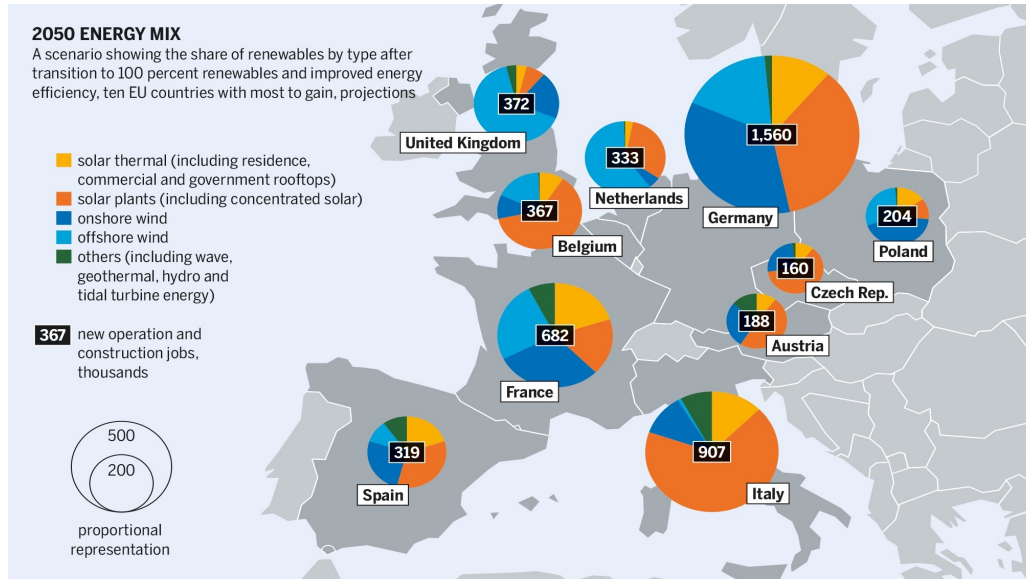 2050 ENERGY MIX
A scenario showing the share of renewables by type after
transition to 100 percent renewables and improved energy
efficiency, ten EU countries with most to gain, projections
solar thermal (including residence,
commercial and government rooftops)
solar plants (including concentrated solar)
onshore wind
offshore wind
others (including wave,
geothermal, hydro and
tidal turbine energy)
367 new operation and
construction jobs,
thousands
500
200
proportional
representation
372
United Kingdom
333
Netherlands
1,560
Germany
367
Belgium
204
Poland
160
Czech Rep.
188
Austria
682
France
319
Spain
907
Italy